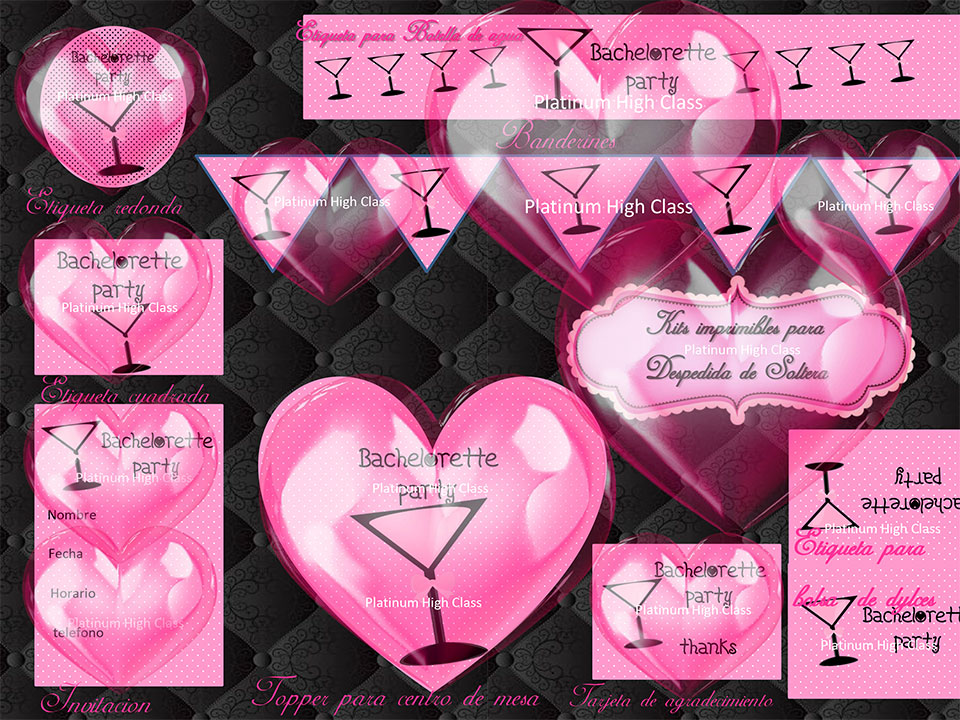 Etiqueta para Botella de agua
Bachelorette
party
Platinum High Class
Bachelorette
party
Platinum High Class
Etiqueta redonda
Banderines
Platinum High Class
Platinum High Class
Platinum High Class
Bachelorette
party
Platinum High Class
Etiqueta cuadrada
Kits imprimibles para
Platinum High Class
Despedida de Soltera
Bachelorette
party
Platinum High Class
Nombre
Fecha
Horario
Platinum High Class
telefono
Invitacion
Bachelorette
Platinum High Class
party
Platinum High Class
Topper para centro de mesa
Bachelorette
party
Platinum High Class
thanks
Tarjeta de agradecimiento
party
Bachelorette
Platinum High Class
Etiqueta para
bolsa de dulces
Bachelorett
party
Platinum High Class